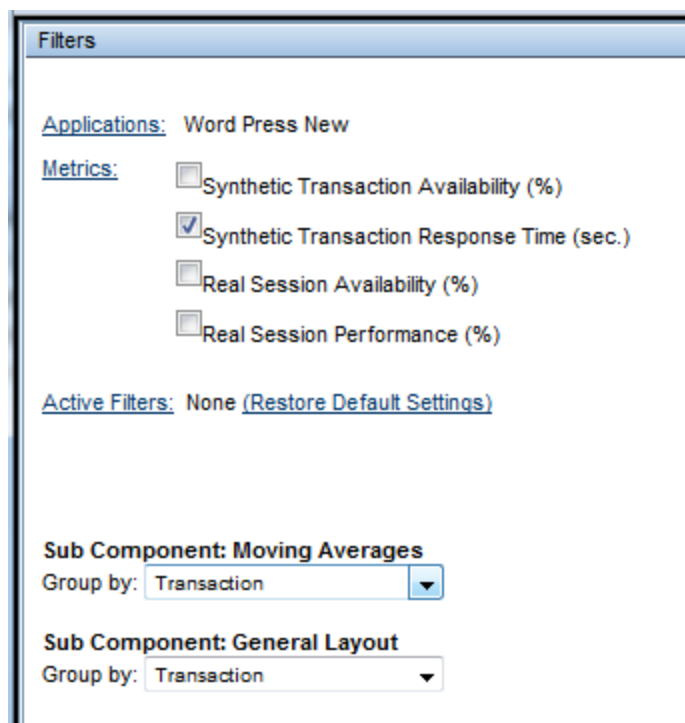 Filters
Applications: Word Press New
Metrics:
Synthetic Transaction Availability (%)
Synthetic Transaction Response Time (sec.)
Real Session Availability (%)
Real Session Performance (%)
Active Filters: None (Restore Default Settings)
Sub Component: Moving Averages
Group by: Transaction
Sub Component: General Layout
Group by: Transaction